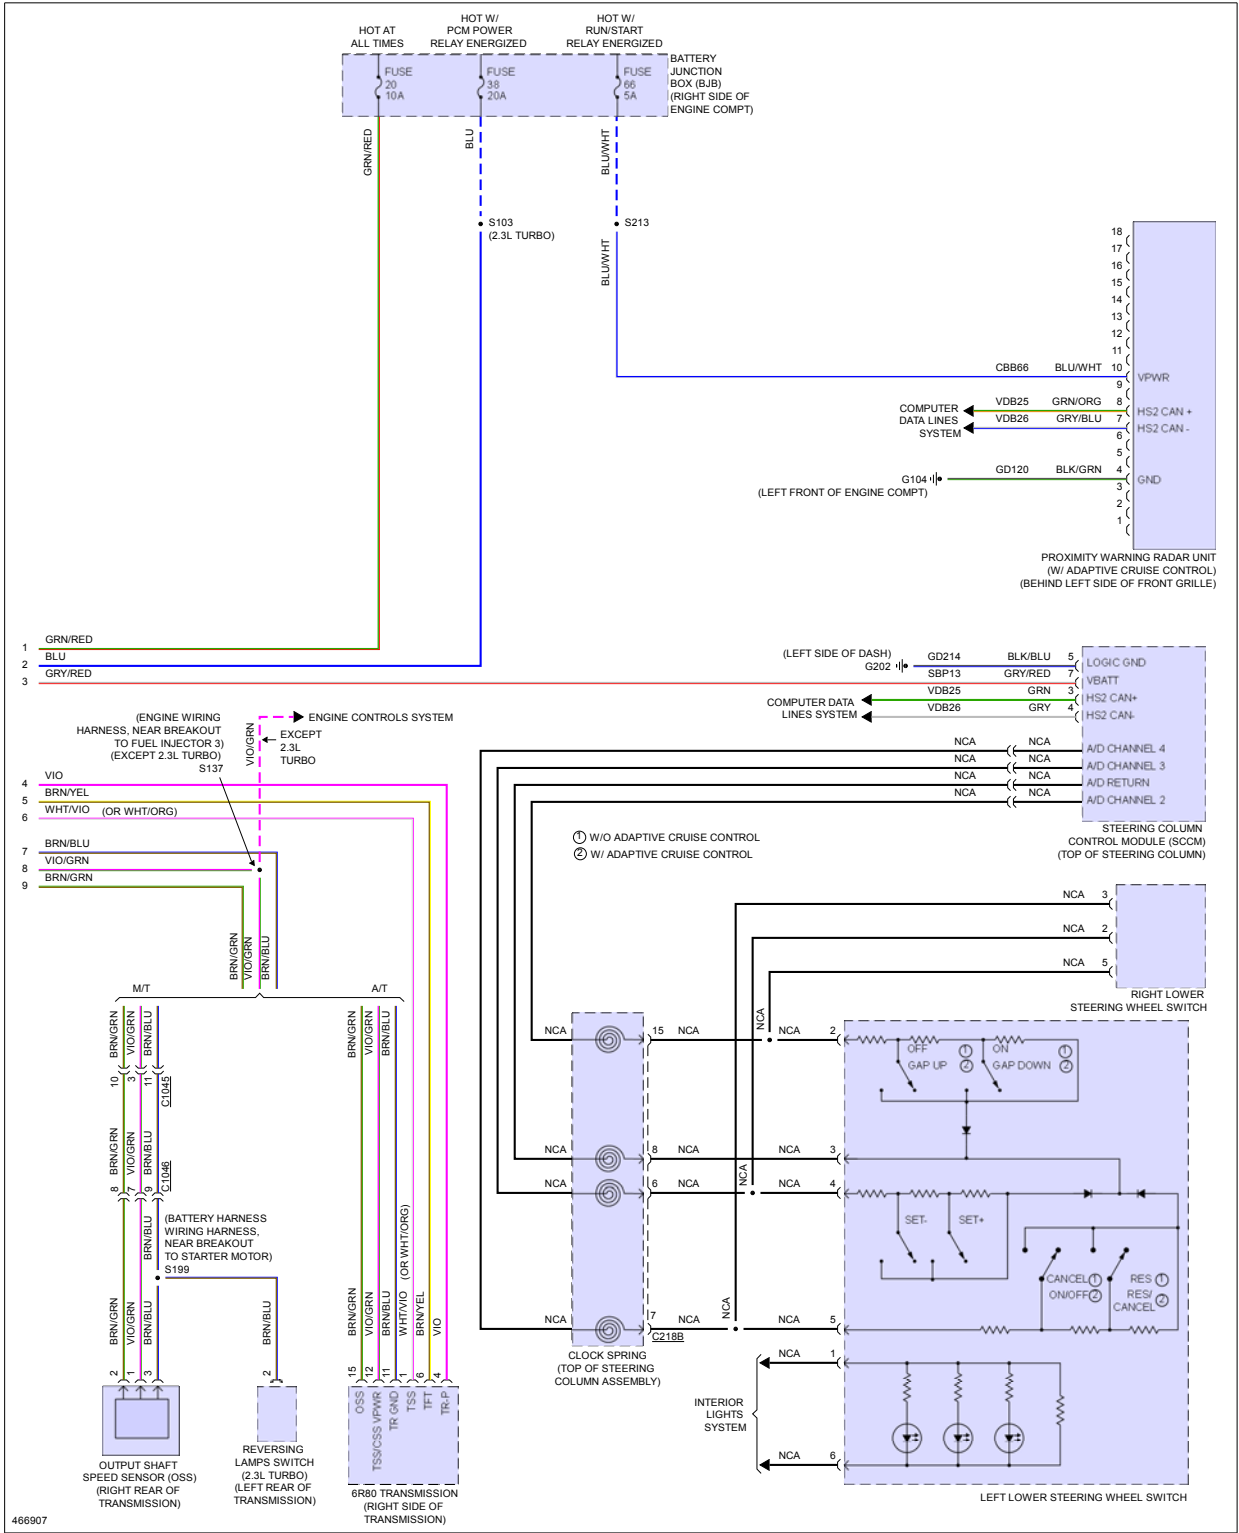 HOT AT
ALL TIMES
HOT W/
PCM POWER
RELAY ENERGIZED
HOT W/
RUN/START
RELAY ENERGIZED
FUSE
20
10A
FUSE
38
20A
FUSE
66
5A
BATTERY
JUNCTION
BOX (BJB)
(RIGHT SIDE OF
ENGINE COMPT)
GRN/RED
BLU
BLU/WHT
S103
(2.3L TURBO)
S213
BLU/WHT
18
17
16
15
14
13
12
11
CBB66 BLU/WHT 10 VPWR
9
COMPUTER
DATA LINES
SYSTEM
VDB25 GRN/ORG 8 HS2 CAN +
VDB26 GRY/BLU 7 HS2 CAN -
6
5
G104 GD120 BLK/GRN 4 GND
(LEFT FRONT OF ENGINE COMPT)
3
2
1
PROXIMITY WARNING RADAR UNIT
(W/ ADAPTIVE CRUISE CONTROL)
(BEHIND LEFT SIDE OF FRONT GRILLE)
1 GRN/RED
2 BLU
3 GRY/RED
(LEFT SIDE OF DASH)
G202 GD214 BLK/BLU 5 LOGIC GND
SBP13 GRY/RED 7 VBATT
COMPUTER DATA
LINES SYSTEM
VDB25 GRN 3 HS2 CAN+
VDB26 GRY 4 HS2 CAN-
NCA NCA A/D CHANNEL 4
NCA NCA A/D CHANNEL 3
NCA NCA A/D RETURN
NCA NCA A/D CHANNEL 2
STEERING COLUMN
CONTROL MODULE (SCCM)
(TOP OF STEERING COLUMN)
(ENGINE WIRING
HARNESS, NEAR BREAKOUT
TO FUEL INJECTOR 3)
(EXCEPT 2.3L TURBO)
S137
VIO/GRN
ENGINE CONTROLS SYSTEM
EXCEPT
2.3L
TURBO
4 VIO
5 BRN/YEL
6 WHT/VIO (OR WHT/ORG)
7 BRN/BLU
8 VIO/GRN
9 BRN/GRN
1 W/O ADAPTIVE CRUISE CONTROL
2 W/ ADAPTIVE CRUISE CONTROL
NCA 3
NCA 2
NCA 5
RIGHT LOWER
STEERING WHEEL SWITCH
BRN/GRN
VIO/GRN
BRN/BLU
M/T
A/T
BRN/GRN
VIO/GRN
BRN/BLU
BRN/GRN
VIO/GRN
BRN/BLU
10
3
11
C1045
BRN/GRN
VIO/GRN
BRN/BLU
8
7
9
C1046
BRN/BLU
(BATTERY HARNESS
WIRING HARNESS,
NEAR BREAKOUT
TO STARTER MOTOR)
S199
(OR WHT/ORG)
BRN/GRN
VIO/GRN
BRN/BLU
BRN/BLU
BRN/GRN
VIO/GRN
BRN/BLU
WHT/VIO
BRN/YEL
VIO
2
1
3
2
15
12
11
1
6
4
OSS
TSS/CSS VPWR
TR GND
TSS
TFT
TR-P
OUTPUT SHAFT
SPEED SENSOR (OSS)
(RIGHT REAR OF
TRANSMISSION)
REVERSING
LAMPS SWITCH
(2.3L TURBO)
(LEFT REAR OF
TRANSMISSION)
6R80 TRANSMISSION
(RIGHT SIDE OF
TRANSMISSION)
NCA 15 NCA NCA NCA 2
NCA 8 NCA NCA 3
NCA 6 NCA NCA NCA 4
NCA 7 NCA NCA NCA 5
C218B
CLOCK SPRING
(TOP OF STEERING
COLUMN ASSEMBLY)
OFF 1
GAP UP 2
ON 1
GAP DOWN 2
SET-
SET+
CANCEL 1
ON/OFF 2
RES 1
RES/
CANCEL 2
NCA 1
INTERIOR
LIGHTS
SYSTEM
NCA 6
LEFT LOWER STEERING WHEEL SWITCH
466907